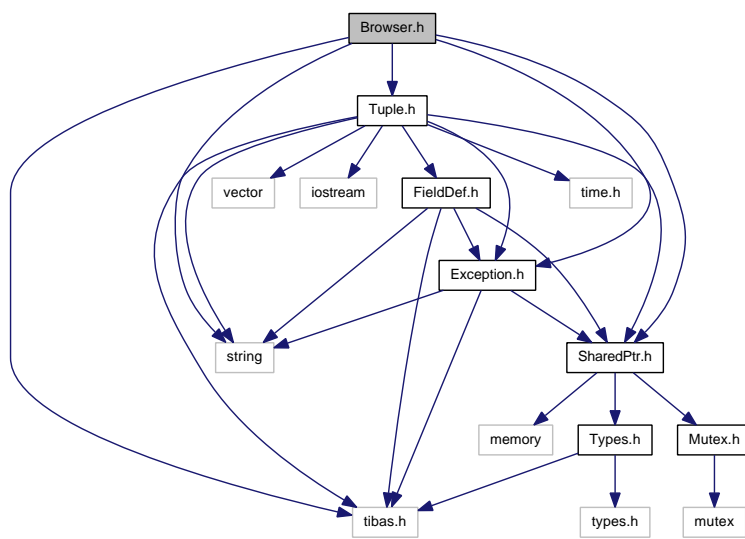 Browser.h
Tuple.h
vector
iostream
FieldDef.h
time.h
Exception.h
string
SharedPtr.h
memory
Types.h
Mutex.h
tibas.h
types.h
mutex